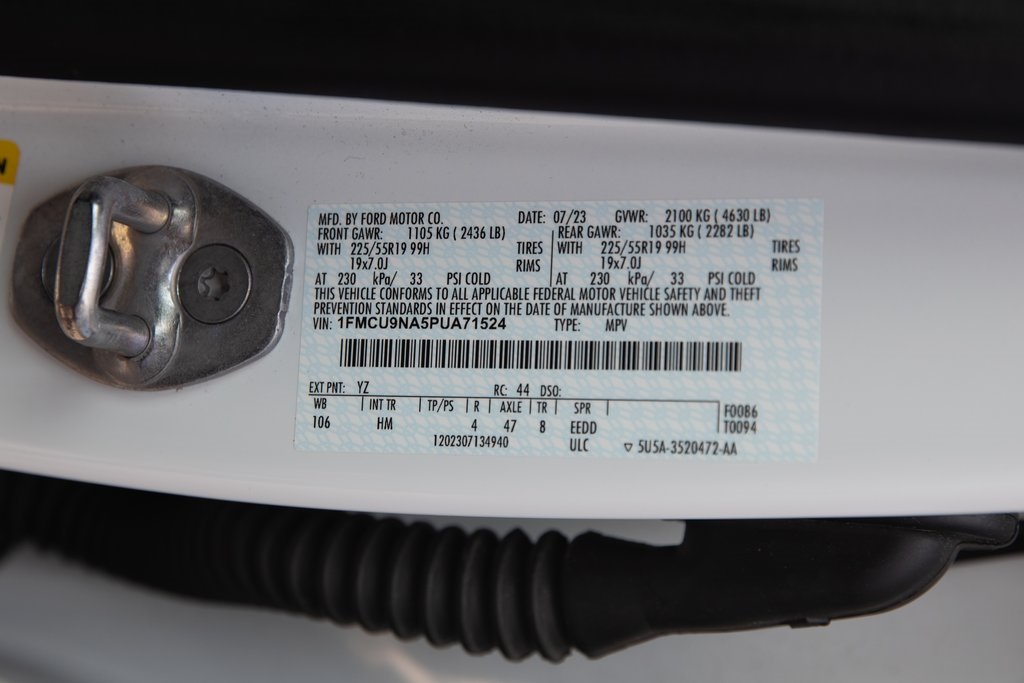 N
MFD. BY FORD MOTOR CO. DATE: 07/23 GVWR: 2100 KG ( 4630 LB)
FRONT GAWR: 1105 KG ( 2436 LB) REAR GAWR: 1035 KG ( 2282 LB)
WITH 225/55R19 99H TIRES WITH 225/55R19 99H TIRES
19x7.0J RIMS 19x7.0J RIMS
AT 230 kPa/ 33 PSI COLD AT 230 kPa/ 33 PSI COLD
THIS VEHICLE CONFORMS TO ALL APPLICABLE FEDERAL MOTOR VEHICLE SAFETY AND THEFT
PREVENTION STANDARDS IN EFFECT ON THE DATE OF MANUFACTURE SHOWN ABOVE.
VIN: 1FMCU9NA5PUA71524 TYPE: MPV
EXT PNT: YZ RC: 44 DSO:
WB INT TR TP/PS R AXLE TR SPR F0086
106 HM 4 47 8 EEDD T0094
1202307134940 ULC ▽ 5U5A-3520472-AA